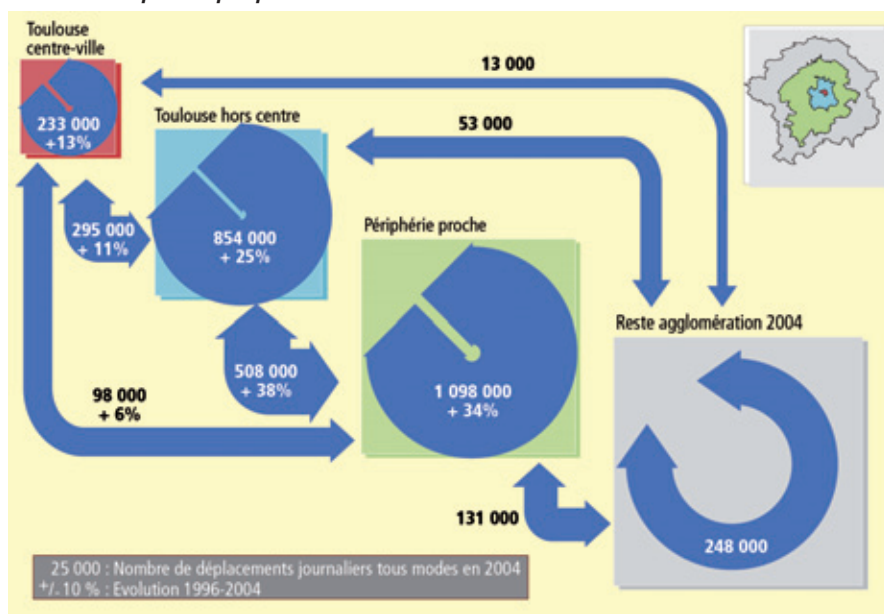 Toulouse
centre-ville
13 000
233 000
+13%
Toulouse hors centre
53 000
295 000
+ 11%
854 000
+ 25%
Périphérie proche
Reste agglomération 2004
508 000
+ 38%
98 000
+ 6%
1 098 000
+ 34%
131 000
248 000
25 000 : Nombre de déplacements journaliers tous modes en 2004
+/- 10 % : Evolution 1996-2004